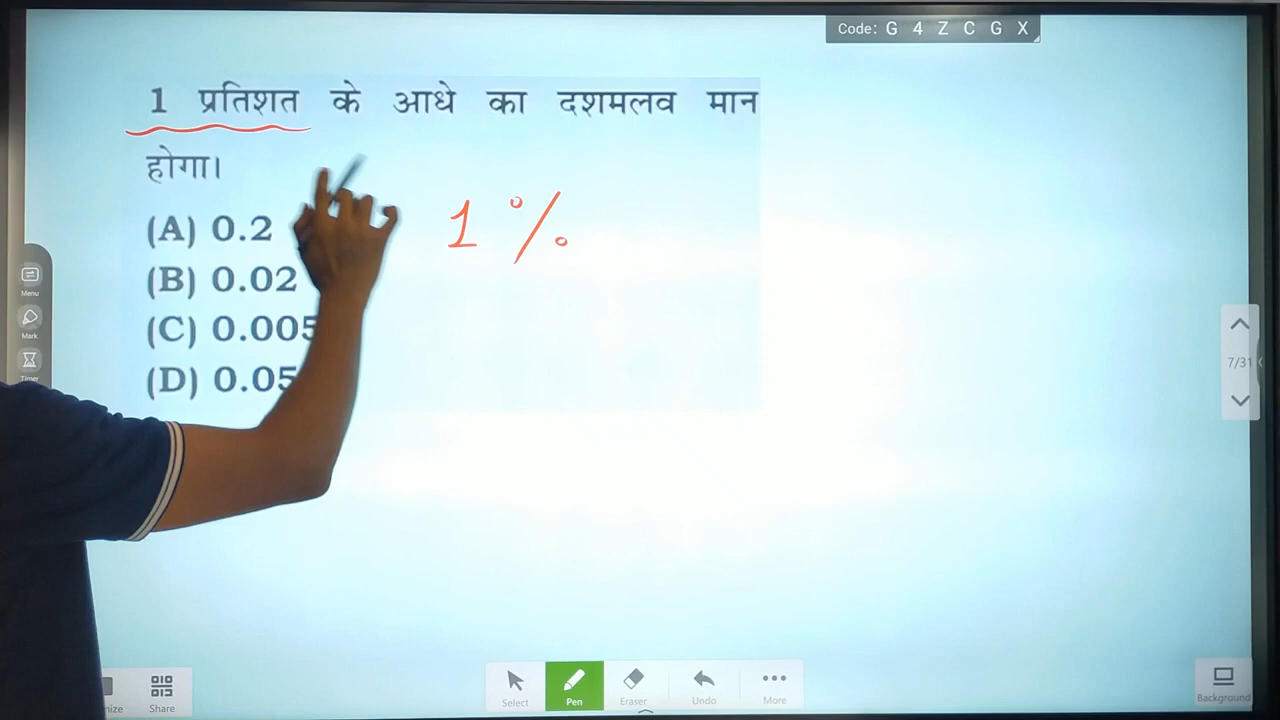 Code: G 4 Z C G X
1 प्रतिशत के आधे का दशमलव मान
होगा।
(A) 0.2
1 %
(B) 0.02
(C) 0.005
(D) 0.05
Menu
Mark
Timer
7/31
Share
Select
Pen
Eraser
Undo
More
Background